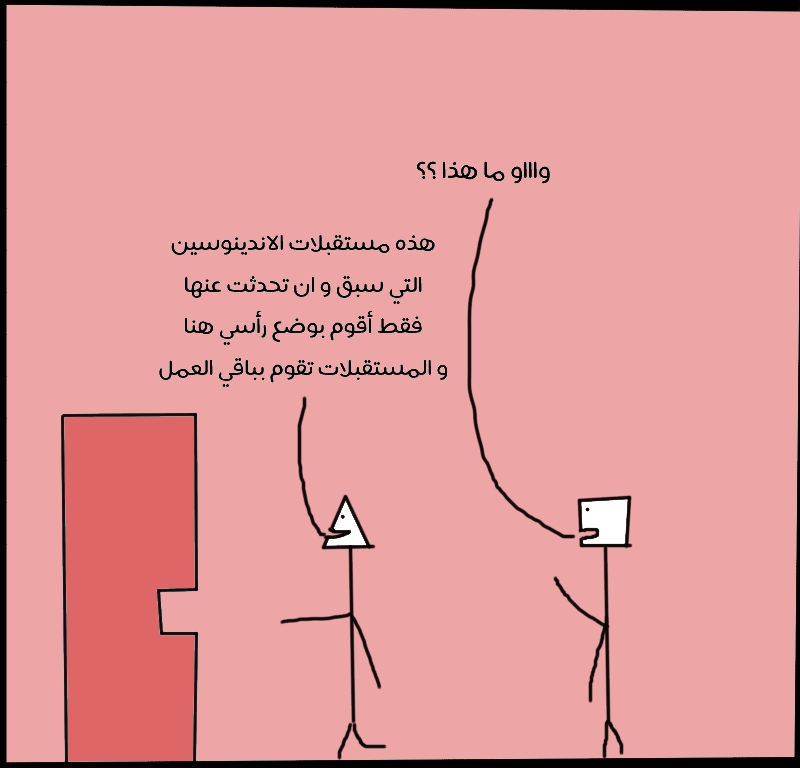 واااو ما هذا ؟؟
هذه مستقبلات الاندينوسين
التي سبق و ان تحدثت عنها
فقط أقوم بوضع رأسي هنا
و المستقبلات تقوم بباقي العمل